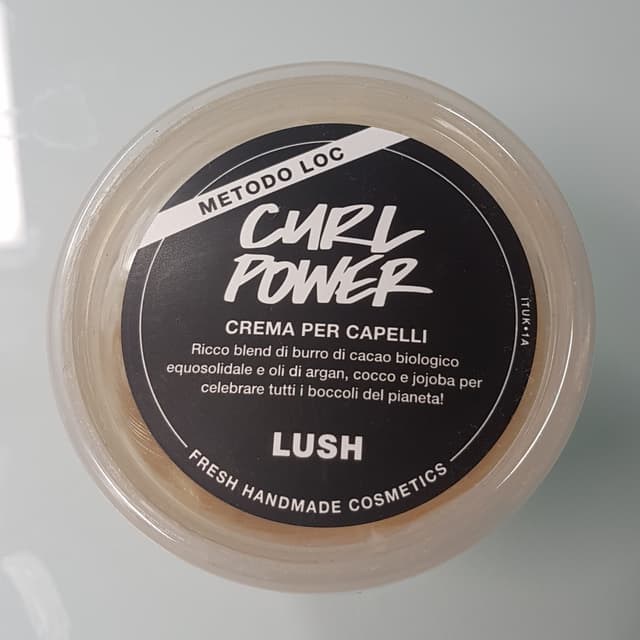 METODO LOC
CURL
POWER
CREMA PER CAPELLI
Ricco blend di burro di cacao biologico
equosolidale e oli di argan, cocco e jojoba per
celebrare tutti i boccoli del pianeta!
LUSH
FRESH HANDMADE COSMETICS
ITUK•1A